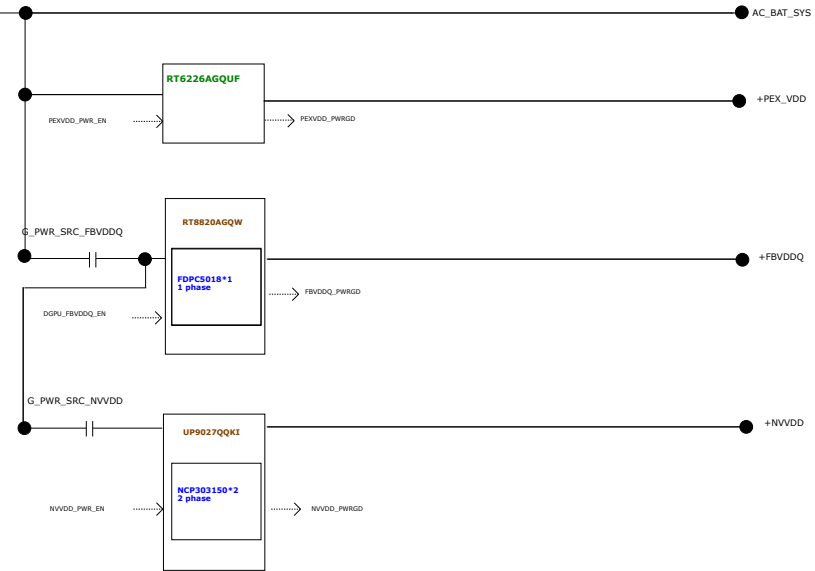 AC_BAT_SYS
RT6226AGQUF
+PEX_VDD
PEXVDD_PWR_EN
PEXVDD_PWRGD
RT8820AGQW
G_PWR_SRC_FBVDDQ
+FBVDDQ
FDPC5018*1
1 phase
FBVDDQ_PWRGD
DGPU_FBVDDQ_EN
G_PWR_SRC_NVVDD
+NVVDD
UP9027QQKI
NCP303150*2
2 phase
NVVDD_PWR_EN
NVVDD_PWRGD